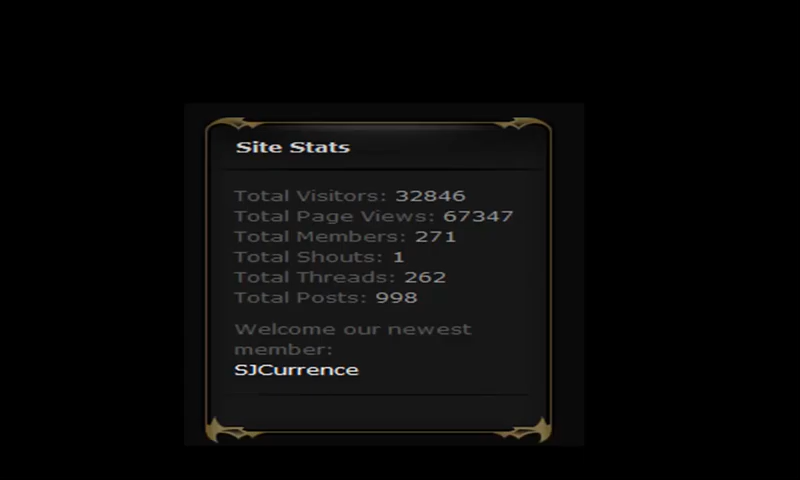 Site Stats
Total Visitors: 32846
Total Page Views: 67347
Total Members: 271
Total Shouts: 1
Total Threads: 262
Total Posts: 998
Welcome our newest
member:
SJCurrence